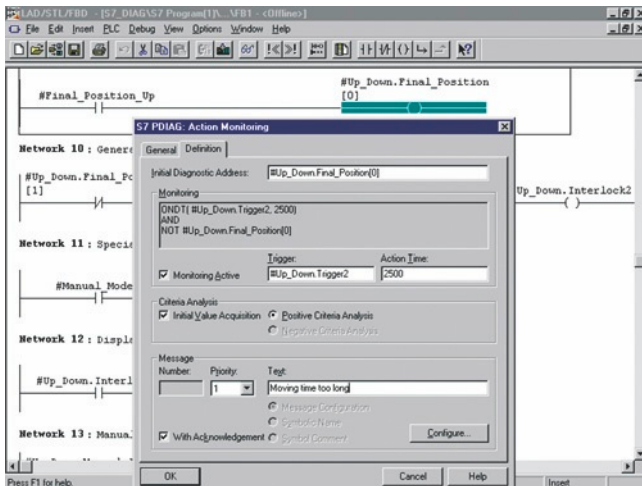 LAD/STL/FBD - [S7_DIAG\S7 Program(1)\...\FB1 - <Offline>]
File Edit Insert PLC Debug View Options Window Help
#Final_Position_Up
#Up_Down.Final_Position
[0]
S7 PDIAG: Action Monitoring
General Definition
Initial Diagnostic Address: #Up_Down.Final_Position[0]
Monitoring
ONDT( #Up_Down.Trigger2, 2500)
AND
NOT #Up_Down.Final_Position[0]
Trigger: Action Time:
Monitoring Active #Up_Down.Trigger2 2500
Criteria Analysis
Initial Value Acquisition Positive Criteria Analysis
Negative Criteria Analysis
Message
Number: Priority: Text:
1 Moving time too long
Message Configuration
Symbolic Name
With Acknowledgement Symbol Comment Configure...
OK Cancel Help
Network 10 : Gener
#Up_Down.Final_Po
[1]
Up_Down.Interlock2
Network 11 : Specia
#Manual_Mode
Network 12 : Displa
#Up_Down.Interl
Network 13 : Manua
Press F1 for help. Insert